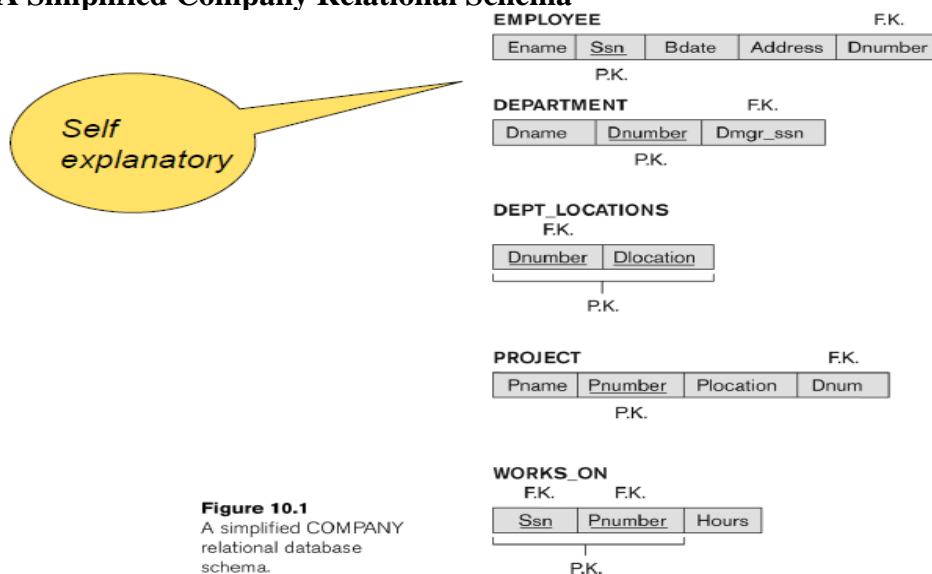 A Simplified Company Relational Schema
EMPLOYEE F.K.
Ename Ssn Bdate Address Dnumber
P.K.
Self
explanatory
DEPARTMENT F.K.
Dname Dnumber Dmgr_ssn
P.K.
DEPT_LOCATIONS
F.K.
Dnumber Dlocation
P.K.
PROJECT F.K.
Pname Pnumber Plocation Dnum
P.K.
WORKS_ON
F.K. F.K.
Ssn Pnumber Hours
P.K.
Figure 10.1
A simplified COMPANY
relational database
schema.